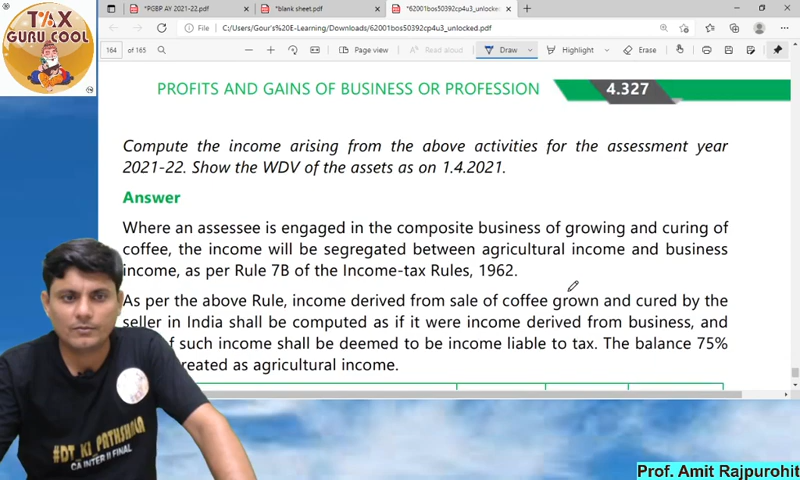 TAX
GURU COOL
*PGBP AY 2021-22.pdf
*blank sheet.pdf
*62001bos50392cp4u3_unlocked.p
File
C:/Users/Gour's%20E-Learning/Downloads/62001bos50392cp4u3_unlocked.pdf
164 of 165
Page view
Read aloud
Draw
Highlight
Erase
PROFITS AND GAINS OF BUSINESS OR PROFESSION 4.327
Compute the income arising from the above activities for the assessment year
2021-22. Show the WDV of the assets as on 1.4.2021.
Answer
Where an assessee is engaged in the composite business of growing and curing of
coffee, the income will be segregated between agricultural income and business
income, as per Rule 7B of the Income-tax Rules, 1962.
As per the above Rule, income derived from sale of coffee grown and cured by the
seller in India shall be computed as if it were income derived from business, and
of such income shall be deemed to be income liable to tax. The balance 75%
reated as agricultural income.
#DT_KI_PATHSHALA
CA INTER II FINAL
Prof. Amit Rajpurohit